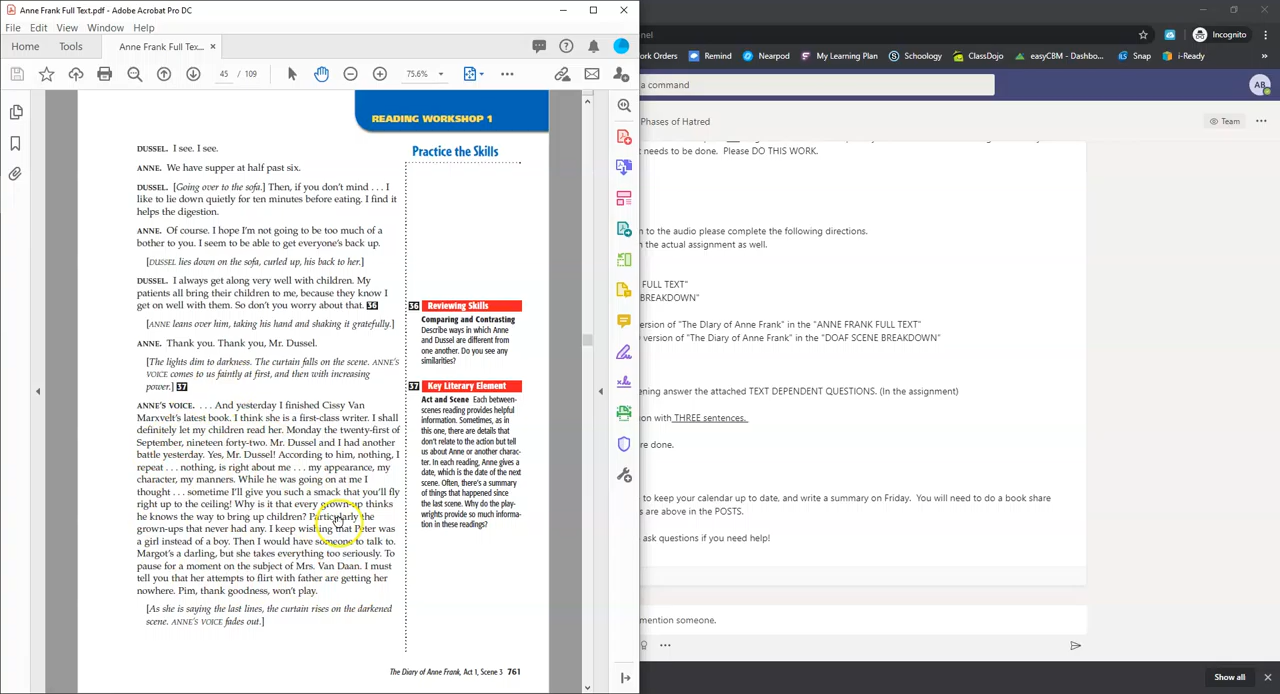 Anne Frank Full Text.pdf - Adobe Acrobat Pro DC
Anne Frank Full Text.pdf
File Edit View Window Help
Home Tools Anne Frank Full Tex... ×
Incognito
45 / 109 75.6%
ork Orders Remind Nearpod My Learning Plan Schoology ClassDojo easyCBM - Dashbo... Snap i-Ready
a command
AB
READING WORKSHOP 1
Phases of Hatred
Team
needs to be done. Please DO THIS WORK.
DUSSEL. I see. I see.
Practice the Skills
ANNE. We have supper at half past six.
DUSSEL. [Going over to the sofa.] Then, if you don't mind . . . I
like to lie down quietly for ten minutes before eating. I find it
helps the digestion.
ANNE. Of course. I hope I'm not going to be too much of a
bother to you. I seem to be able to get everyone's back up.
[DUSSEL lies down on the sofa, curled up, his back to her.]
DUSSEL. I always get along very well with children. My
patients all bring their children to me, because they know I
get on well with them. So don't you worry about that. 36
[ANNE leans over him, taking his hand and shaking it gratefully.]
ANNE. Thank you. Thank you, Mr. Dussel.
[The lights dim to darkness. The curtain falls on the scene. ANNE'S
VOICE comes to us faintly at first, and then with increasing
power.] 37
ANNE'S VOICE. . . . And yesterday I finished Cissy Van
Marxvelt's latest book. I think she is a first-class writer. I shall
definitely let my children read her. Monday the twenty-first of
September, nineteen forty-two. Mr. Dussel and I had another
battle yesterday. Yes, Mr. Dussel! According to him, nothing, I
repeat . . . nothing, is right about me . . . my appearance, my
character, my manners. While he was going on at me I
thought . . . sometime I'll give you such a smack that you'll fly
right up to the ceiling! Why is it that every grown-up thinks
he knows the way to bring up children? Particularly the
grown-ups that never had any. I keep wishing that Peter was
a girl instead of a boy. Then I would have someone to talk to.
Margot's a darling, but she takes everything too seriously. To
pause for a moment on the subject of Mrs. Van Daan. I must
tell you that her attempts to flirt with father are getting her
nowhere. Pim, thank goodness, won't play.
[As she is saying the last lines, the curtain rises on the darkened
scene. ANNE'S VOICE fades out.]
36 Reviewing Skills
Comparing and Contrasting
Describe ways in which Anne
and Dussel are different from
one another. Do you see any
similarities?
37 Key Literary Element
Act and Scene Each between-
scenes reading provides helpful
information. Sometimes, as in
this one, there are details that
don't relate to the action but tell
us about Anne or another charac-
ter. In each reading, Anne gives a
date, which is the date of the next
scene. Often, there's a summary
of things that happened since
the last scene. Why do the play-
wrights provide so much informa-
tion in these readings?
The Diary of Anne Frank, Act 1, Scene 3 761
n to the audio please complete the following directions.
n the actual assignment as well.
FULL TEXT"
BREAKDOWN"
ersion of "The Diary of Anne Frank" in the "ANNE FRANK FULL TEXT"
version of "The Diary of Anne Frank" in the "DOAF SCENE BREAKDOWN"
ening answer the attached TEXT DEPENDENT QUESTIONS. (In the assignment)
on with THREE sentences.
re done.
to keep your calendar up to date, and write a summary on Friday. You will need to do a book share
s are above in the POSTS.
ask questions if you need help!
mention someone.
Show all